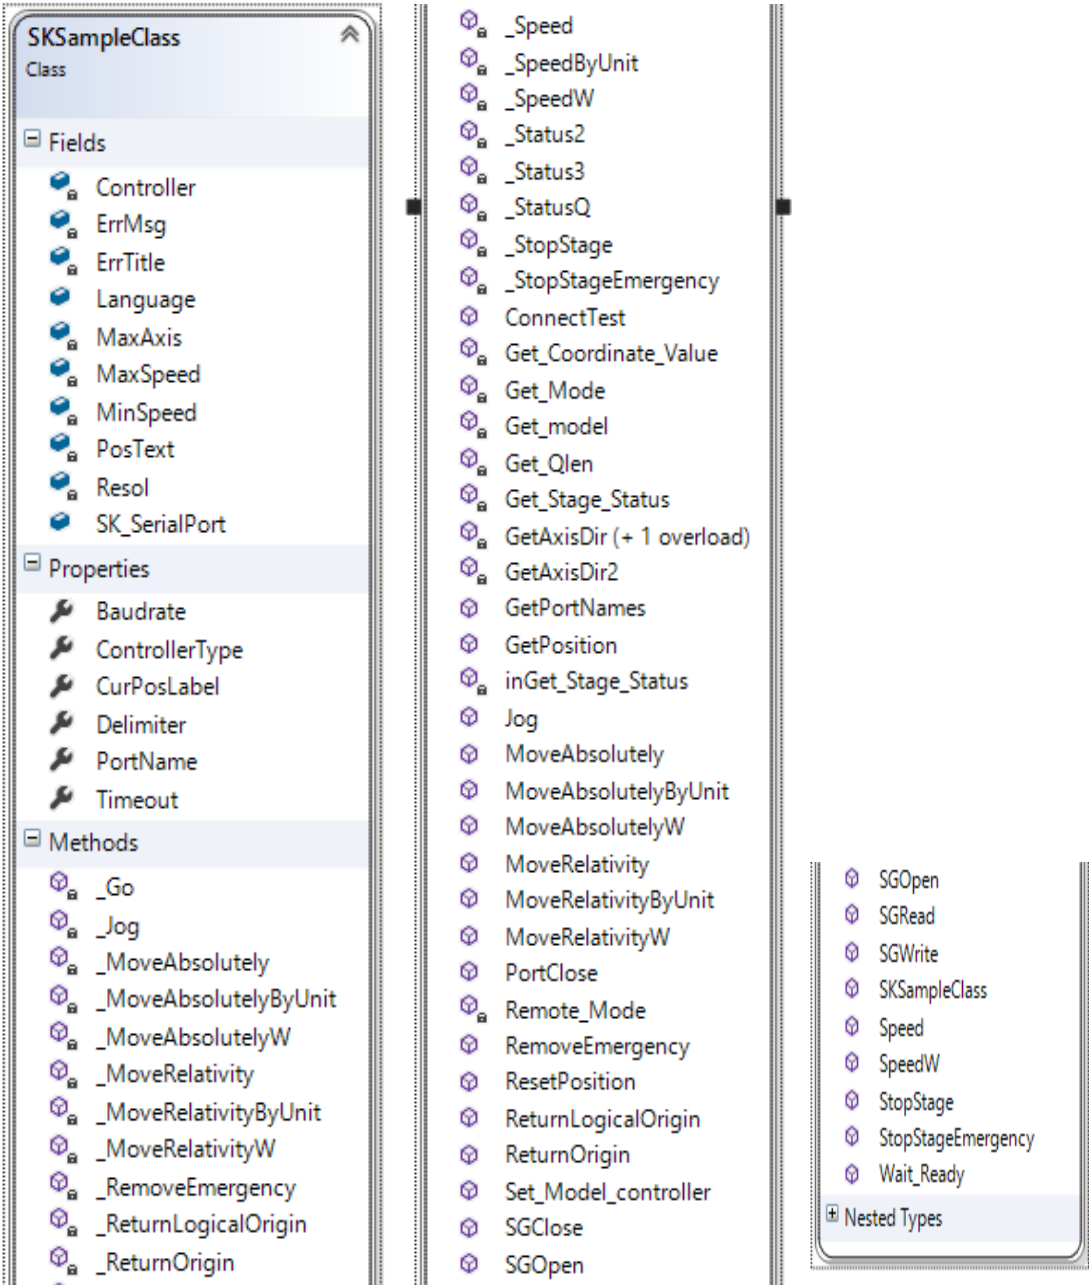 SKSampleClass
Class
Fields
Controller
ErrMsg
ErrTitle
Language
MaxAxis
MaxSpeed
MinSpeed
PosText
Resol
SK_SerialPort
Properties
Baudrate
ControllerType
CurPosLabel
Delimiter
PortName
Timeout
Methods
_Go
_Jog
_MoveAbsolutely
_MoveAbsolutelyByUnit
_MoveAbsolutelyW
_MoveRelativity
_MoveRelativityByUnit
_MoveRelativityW
_RemoveEmergency
_ReturnLogicalOrigin
_ReturnOrigin
_Speed
_SpeedByUnit
_SpeedW
_Status2
_Status3
_StatusQ
_StopStage
_StopStageEmergency
ConnectTest
Get_Coordinate_Value
Get_Mode
Get_model
Get_Qlen
Get_Stage_Status
GetAxisDir (+ 1 overload)
GetAxisDir2
GetPortNames
GetPosition
inGet_Stage_Status
Jog
MoveAbsolutely
MoveAbsolutelyByUnit
MoveAbsolutelyW
MoveRelativity
MoveRelativityByUnit
MoveRelativityW
PortClose
Remote_Mode
RemoveEmergency
ResetPosition
ReturnLogicalOrigin
ReturnOrigin
Set_Model_controller
SGClose
SGOpen
SGOpen
SGRead
SGWrite
SKSampleClass
Speed
SpeedW
StopStage
StopStageEmergency
Wait_Ready
Nested Types